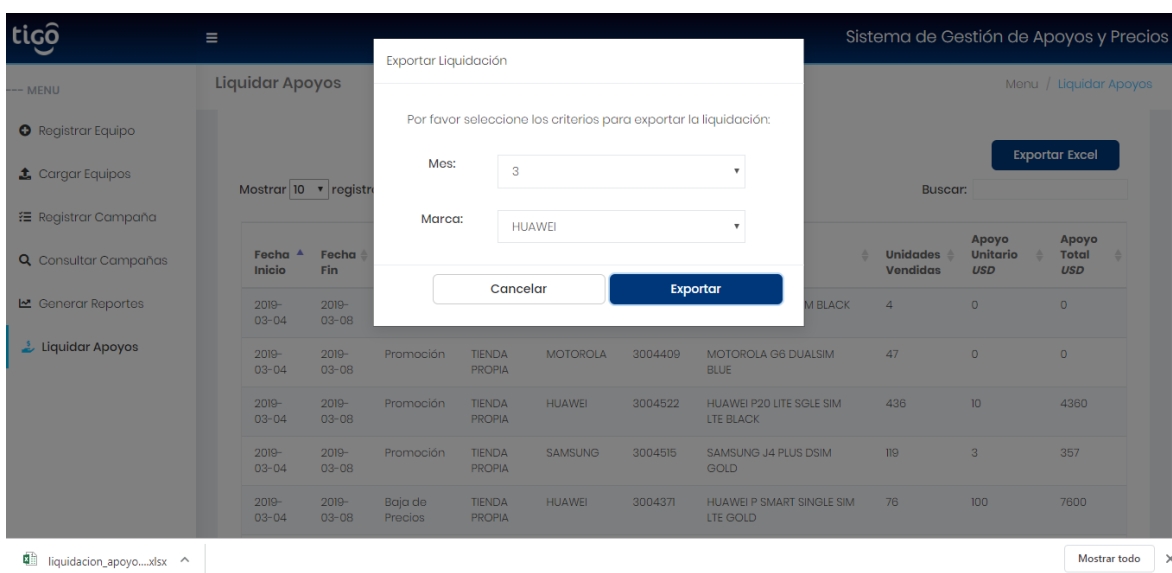 tigo
Sistema de Gestión de Apoyos y Precios
Exportar Liquidación
--- MENU
Liquidar Apoyos
Menu / Liquidar Apoyos
Por favor seleccione los criterios para exportar la liquidación:
Registrar Equipo
Exportar Excel
Mes:
3
Cargar Equipos
Mostrar 10 registr
Buscar:
Registrar Campaña
Marca:
HUAWEI
Consultar Campañas
Fecha Inicio
Fecha Fin
Unidades Vendidas
Apoyo Unitario USD
Apoyo Total USD
Cancelar
Exportar
Generar Reportes
2019-03-04 2019-03-08 M BLACK 4 0 0
Liquidar Apoyos
2019-03-04 2019-03-08 Promoción TIENDA PROPIA MOTOROLA 3004409 MOTOROLA G6 DUALSIM BLUE 47 0 0
2019-03-04 2019-03-08 Promoción TIENDA PROPIA HUAWEI 3004522 HUAWEI P20 LITE SGLE SIM LTE BLACK 436 10 4360
2019-03-04 2019-03-08 Promoción TIENDA PROPIA SAMSUNG 3004515 SAMSUNG J4 PLUS DSIM GOLD 119 3 357
2019-03-04 2019-03-08 Baja de Precios TIENDA PROPIA HUAWEI 3004371 HUAWEI P SMART SINGLE SIM LTE GOLD 76 100 7600
liquidacion_apoyo....xlsx
Mostrar todo